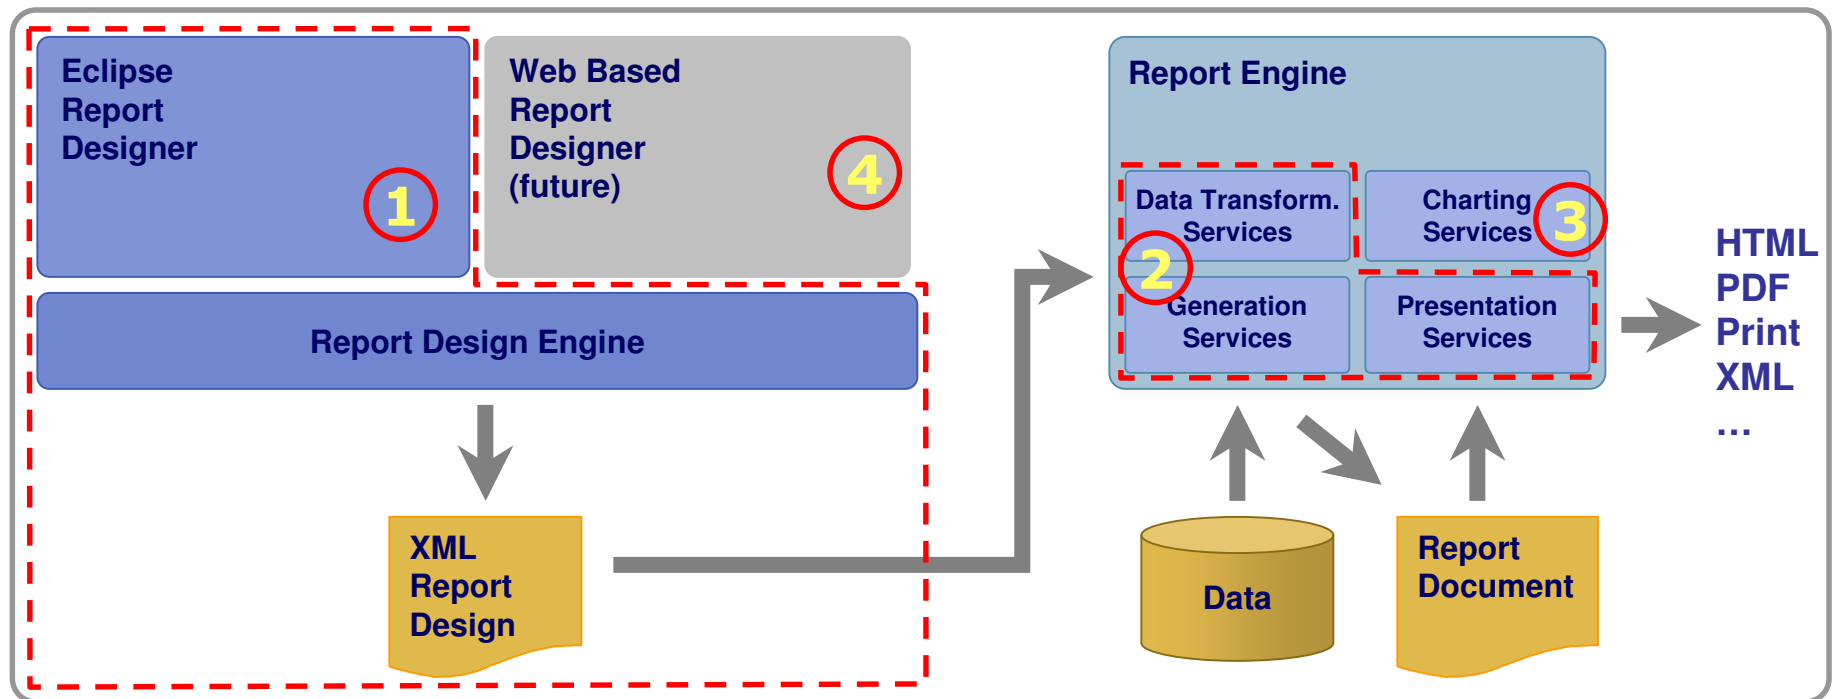 Eclipse
Report
Designer
1
Web Based
Report
Designer
(future)
4
Report Design Engine
XML
Report
Design
Report Engine
Data Transform.
Services
2
Charting
Services
3
Generation
Services
Presentation
Services
Data
Report
Document
HTML
PDF
Print
XML
…